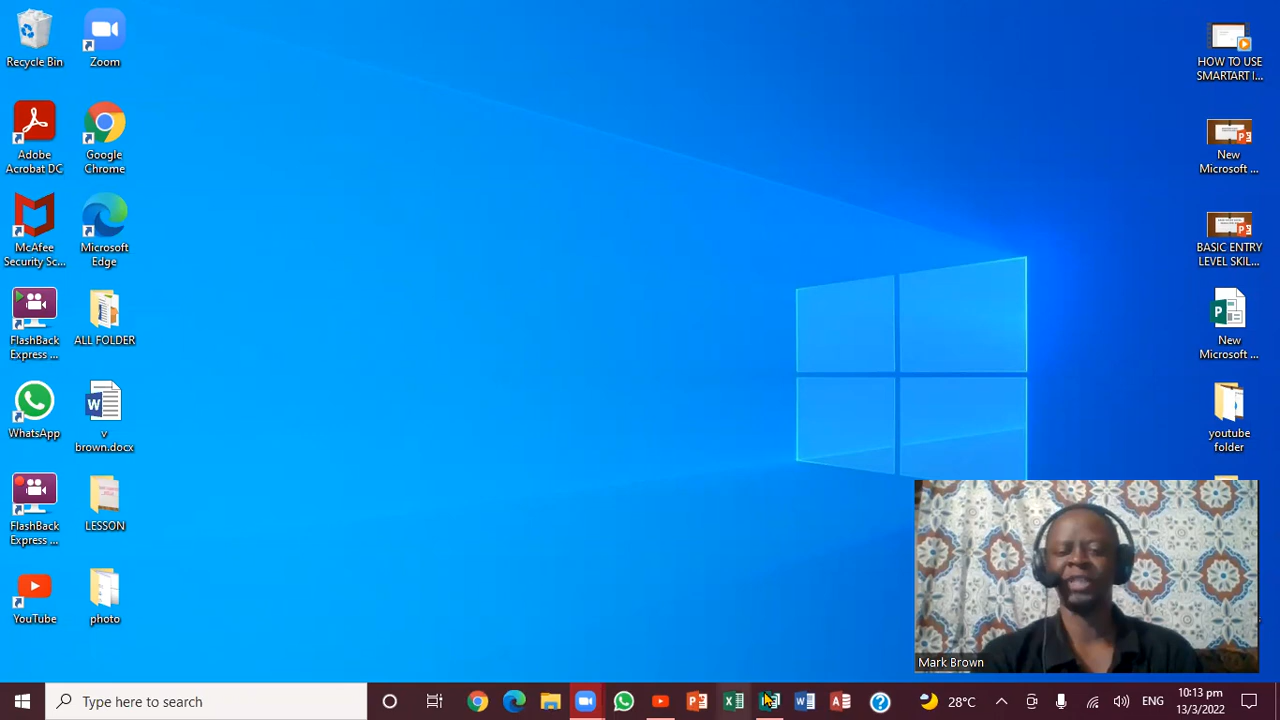 Recycle Bin
Zoom
Adobe
Acrobat DC
Google
Chrome
McAfee
Security Sc...
Microsoft
Edge
FlashBack
Express ...
ALL FOLDER
WhatsApp
v
brown.docx
FlashBack
Express ...
LESSON
YouTube
photo
HOW TO USE
SMARTART I...
New
Microsoft ...
BASIC ENTRY
LEVEL SKIL...
New
Microsoft ...
youtube
folder
Mark Brown
Type here to search
28°C
ENG
10:13 pm
13/3/2022